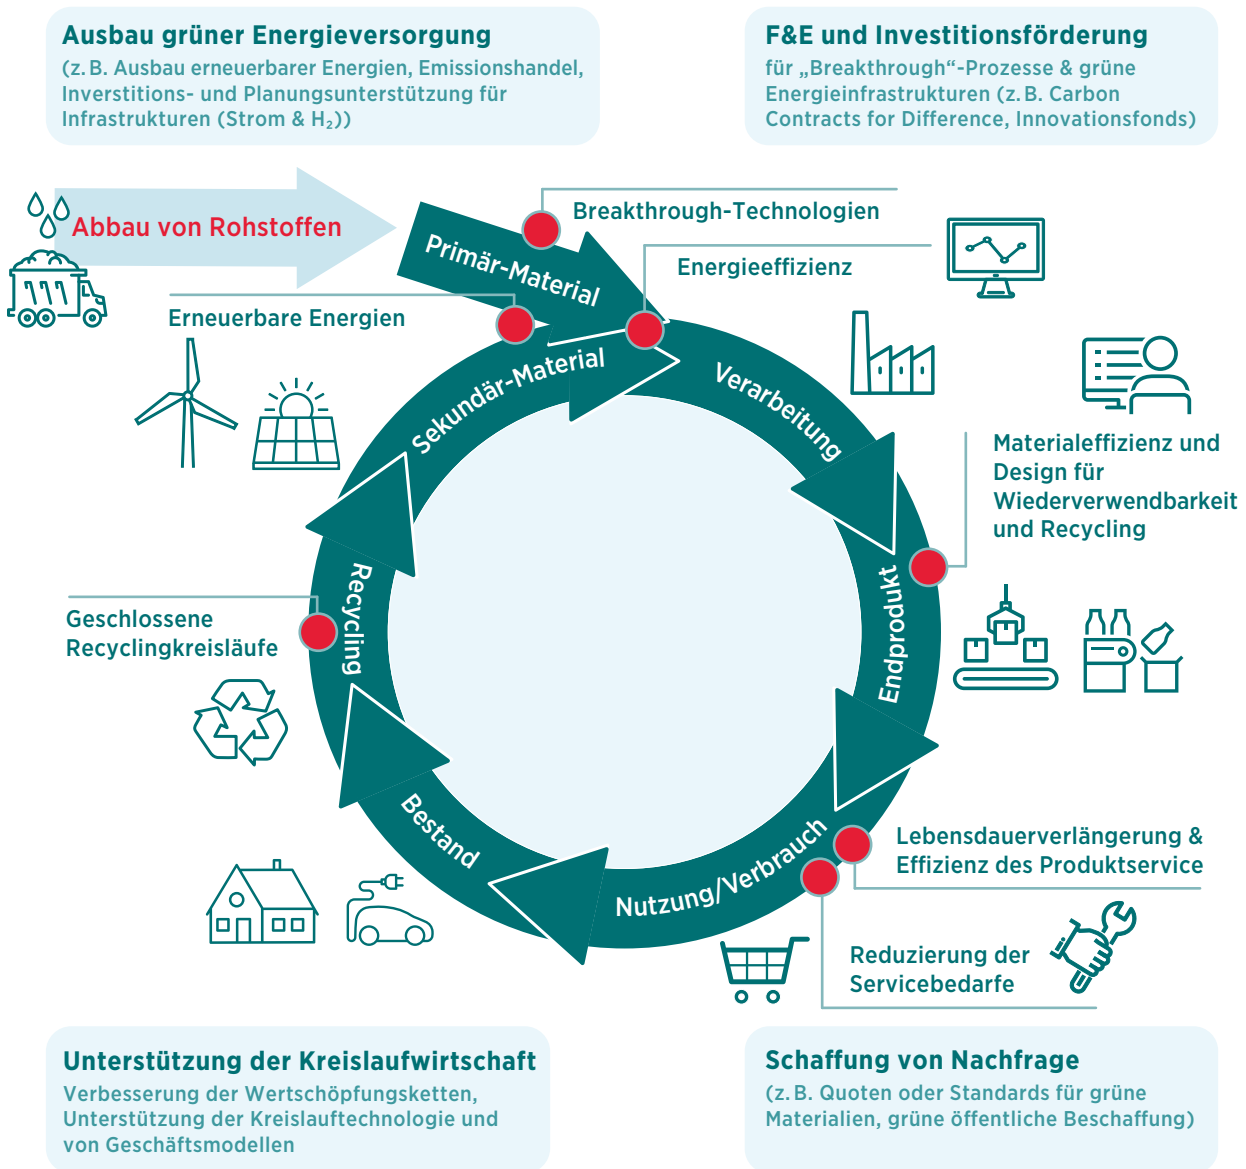 Ausbau grüner Energieversorgung
(z. B. Ausbau erneuerbarer Energien, Emissionshandel,
Inverstitions- und Planungsunterstützung für
Infrastrukturen (Strom & H₂))
F&E und Investitionsförderung
für „Breakthrough“-Prozesse & grüne
Energieinfrastrukturen (z. B. Carbon
Contracts for Difference, Innovationsfonds)
Abbau von Rohstoffen
Primär-Material
Breakthrough-Technologien
Energieeffizienz
Erneuerbare Energien
Sekundär-Material
Verarbeitung
Materialeffizienz und
Design für
Wiederverwendbarkeit
und Recycling
Endprodukt
Recycling
Geschlossene
Recyclingkreisläufe
Bestand
Nutzung/Verbrauch
Lebensdauerverlängerung &
Effizienz des Produktservice
Reduzierung der
Servicebedarfe
Unterstützung der Kreislaufwirtschaft
Verbesserung der Wertschöpfungsketten,
Unterstützung der Kreislauftechnologie und
von Geschäftsmodellen
Schaffung von Nachfrage
(z. B. Quoten oder Standards für grüne
Materialien, grüne öffentliche Beschaffung)